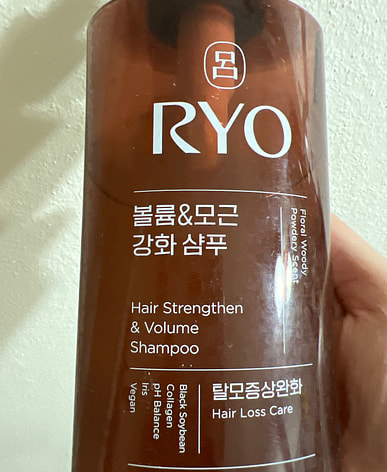 呂
RYO
볼륨&모근
강화 샴푸
Floral Woody
Powdery Scent
Hair Strengthen
& Volume
Shampoo
Black Soybean
Collagen
pH Balance
Iris
Vegan
탈모증상완화
Hair Loss Care